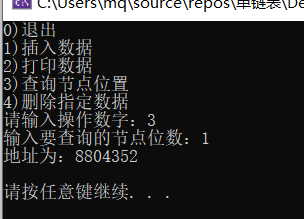 C:\Users\mq\source\repos\单链表\De
0)退出
1)插入数据
2)打印数据
3)查询节点位置
4)删除指定数据
请输入操作数字：3
输入要查询的节点位数：1
地址为：8804352
请按任意键继续. . .